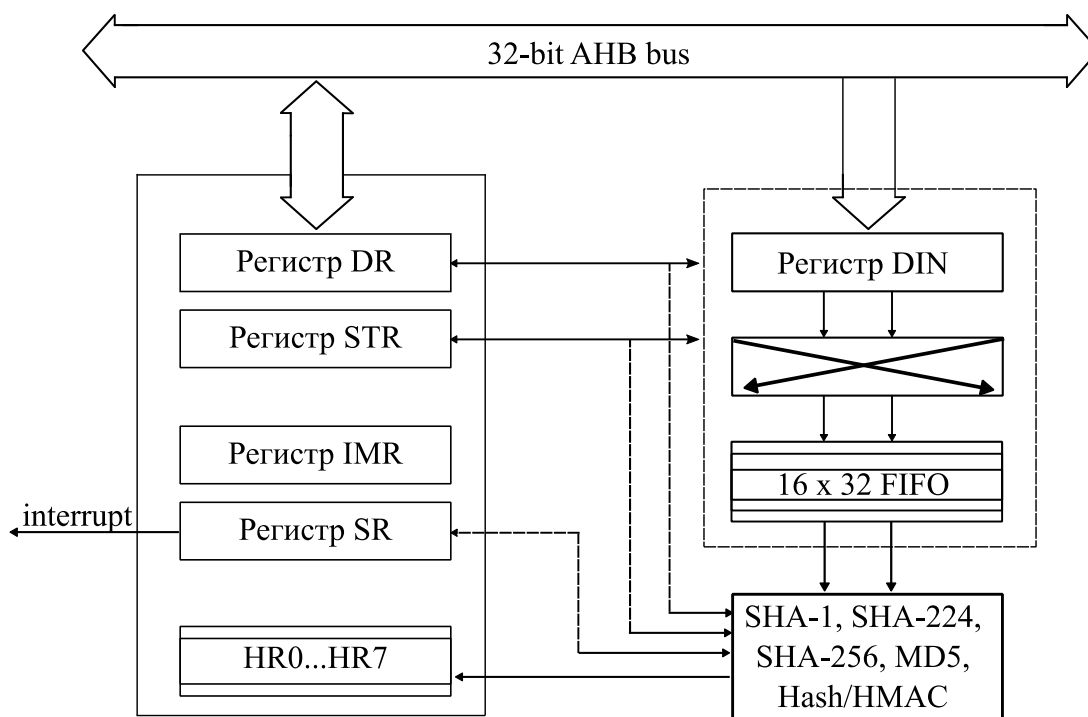 32-bit AHB bus
Регистр DR
Регистр STR
Регистр IMR
interrupt
Регистр SR
HR0...HR7
Регистр DIN
16 x 32 FIFO
SHA-1, SHA-224,
SHA-256, MD5,
Hash/HMAC